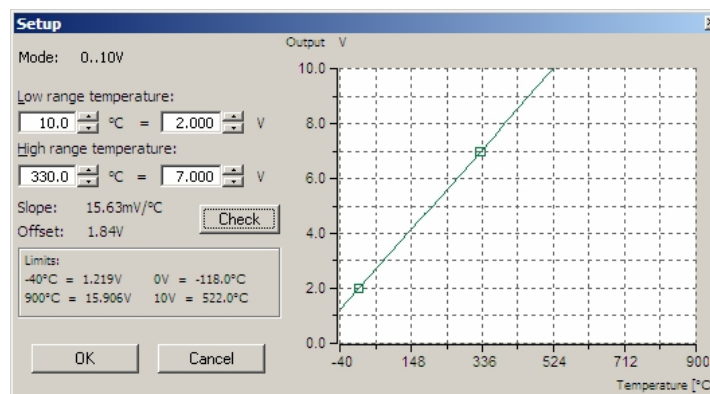 Setup
Mode: 0..10V
Low range temperature:
10.0 °C = 2.000 V
High range temperature:
330.0 °C = 7.000 V
Slope: 15.63mV/°C
Offset: 1.84V
Check
Limits:
-40°C = 1.219V 0V = -118.0°C
900°C = 15.906V 10V = 522.0°C
OK Cancel
Output V
10.0
8.0
6.0
4.0
2.0
0.0
-40 148 336 524 712 900
Temperature [°C